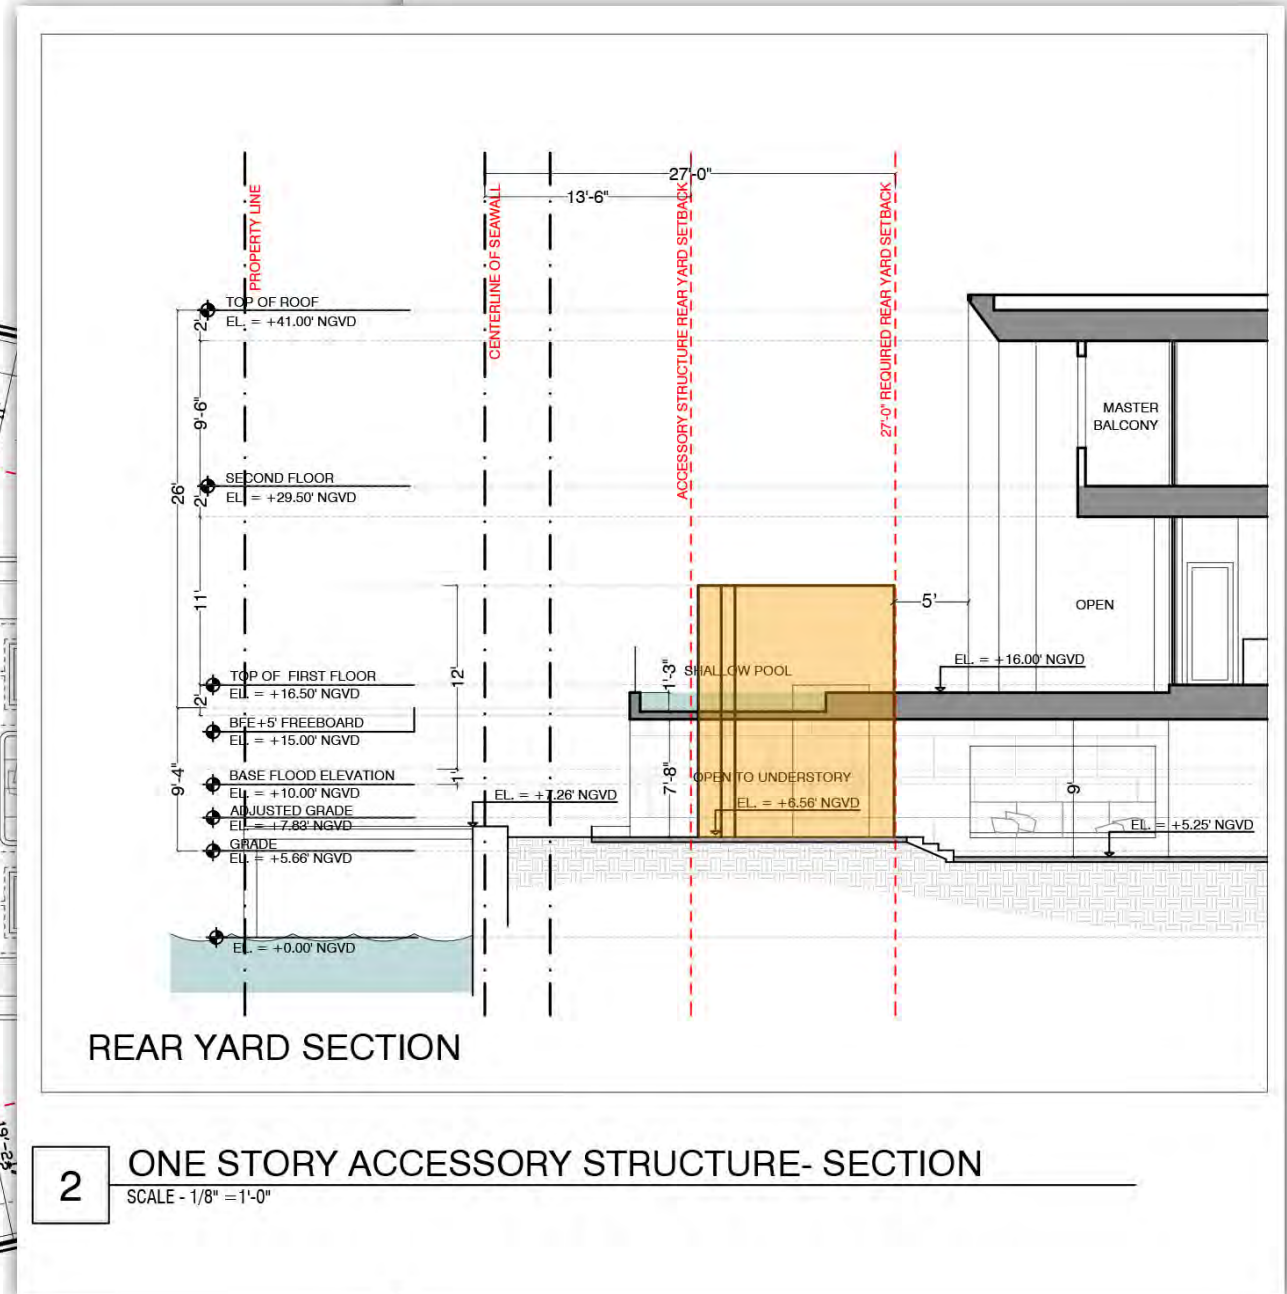 27'-0"
13'-6"
PROPERTY LINE
CENTERLINE OF SEAWALL
ACCESSORY STRUCTURE REAR YARD SETBACK
27'-0" REQUIRED REAR YARD SETBACK
TOP OF ROOF
EL. = +41.00' NGVD
2'
9'-6"
MASTER
BALCONY
SECOND FLOOR
EL. = +29.50' NGVD
26'
2'
11'
12'
5'
OPEN
EL. = +16.00' NGVD
TOP OF FIRST FLOOR
EL. = +16.50' NGVD
2'
1'-3"
SHALLOW POOL
BFE+5' FREEBOARD
EL. = +15.00' NGVD
9'-4"
BASE FLOOD ELEVATION
EL. = +10.00' NGVD
1'
7'-8"
OPEN TO UNDERSTORY
9'
EL. = +7.26' NGVD
EL. = +6.56' NGVD
ADJUSTED GRADE
EL. = +7.83' NGVD
EL. = +5.25' NGVD
GRADE
EL. = +5.66' NGVD
EL. = +0.00' NGVD
REAR YARD SECTION
2
ONE STORY ACCESSORY STRUCTURE- SECTION
SCALE - 1/8" =1'-0"